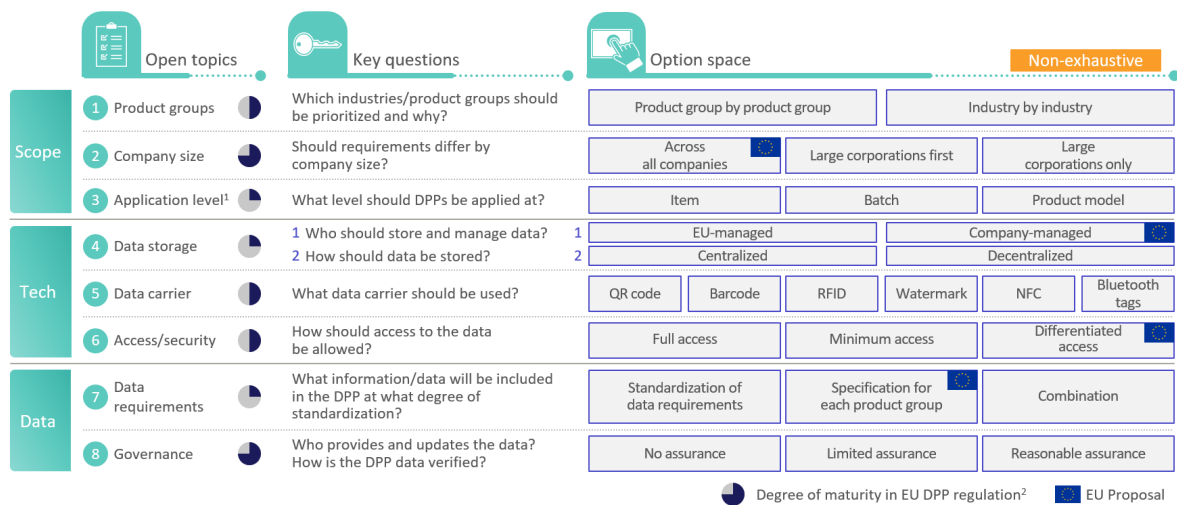 Open topics
Key questions
Option space
Non-exhaustive
Scope
1 Product groups
Which industries/product groups should
be prioritized and why?
Product group by product group
Industry by industry
2 Company size
Should requirements differ by
company size?
Across
all companies
Large corporations first
Large
corporations only
3 Application level¹
What level should DPPs be applied at?
Item
Batch
Product model
Tech
4 Data storage
1 Who should store and manage data?
2 How should data be stored?
1 EU-managed
Company-managed
2 Centralized
Decentralized
5 Data carrier
What data carrier should be used?
QR code
Barcode
RFID
Watermark
NFC
Bluetooth
tags
6 Access/security
How should access to the data
be allowed?
Full access
Minimum access
Differentiated
access
Data
7 Data
requirements
What information/data will be included
in the DPP at what degree of
standardization?
Standardization of
data requirements
Specification for
each product group
Combination
8 Governance
Who provides and updates the data?
How is the DPP data verified?
No assurance
Limited assurance
Reasonable assurance
Degree of maturity in EU DPP regulation²
EU Proposal